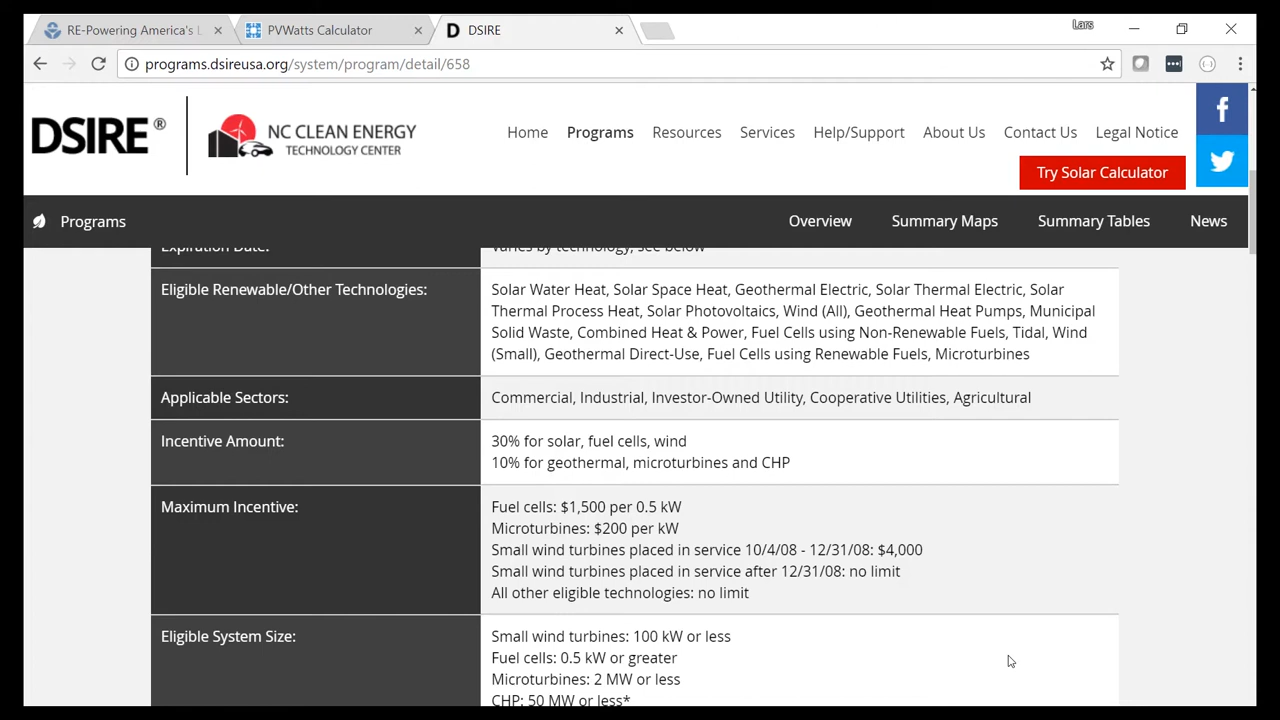 RE-Powering America's L
PVWatts Calculator
DSIRE
Lars
programs.dsireusa.org/system/program/detail/658
DSIRE®
NC CLEAN ENERGY
TECHNOLOGY CENTER
Home
Programs
Resources
Services
Help/Support
About Us
Contact Us
Legal Notice
Try Solar Calculator
Programs
Overview
Summary Maps
Summary Tables
News
Expiration Date:
Varies by technology, see below
Eligible Renewable/Other Technologies:
Solar Water Heat, Solar Space Heat, Geothermal Electric, Solar Thermal Electric, Solar
Thermal Process Heat, Solar Photovoltaics, Wind (All), Geothermal Heat Pumps, Municipal
Solid Waste, Combined Heat & Power, Fuel Cells using Non-Renewable Fuels, Tidal, Wind
(Small), Geothermal Direct-Use, Fuel Cells using Renewable Fuels, Microturbines
Applicable Sectors:
Commercial, Industrial, Investor-Owned Utility, Cooperative Utilities, Agricultural
Incentive Amount:
30% for solar, fuel cells, wind
10% for geothermal, microturbines and CHP
Maximum Incentive:
Fuel cells: $1,500 per 0.5 kW
Microturbines: $200 per kW
Small wind turbines placed in service 10/4/08 - 12/31/08: $4,000
Small wind turbines placed in service after 12/31/08: no limit
All other eligible technologies: no limit
Eligible System Size:
Small wind turbines: 100 kW or less
Fuel cells: 0.5 kW or greater
Microturbines: 2 MW or less
CHP: 50 MW or less*